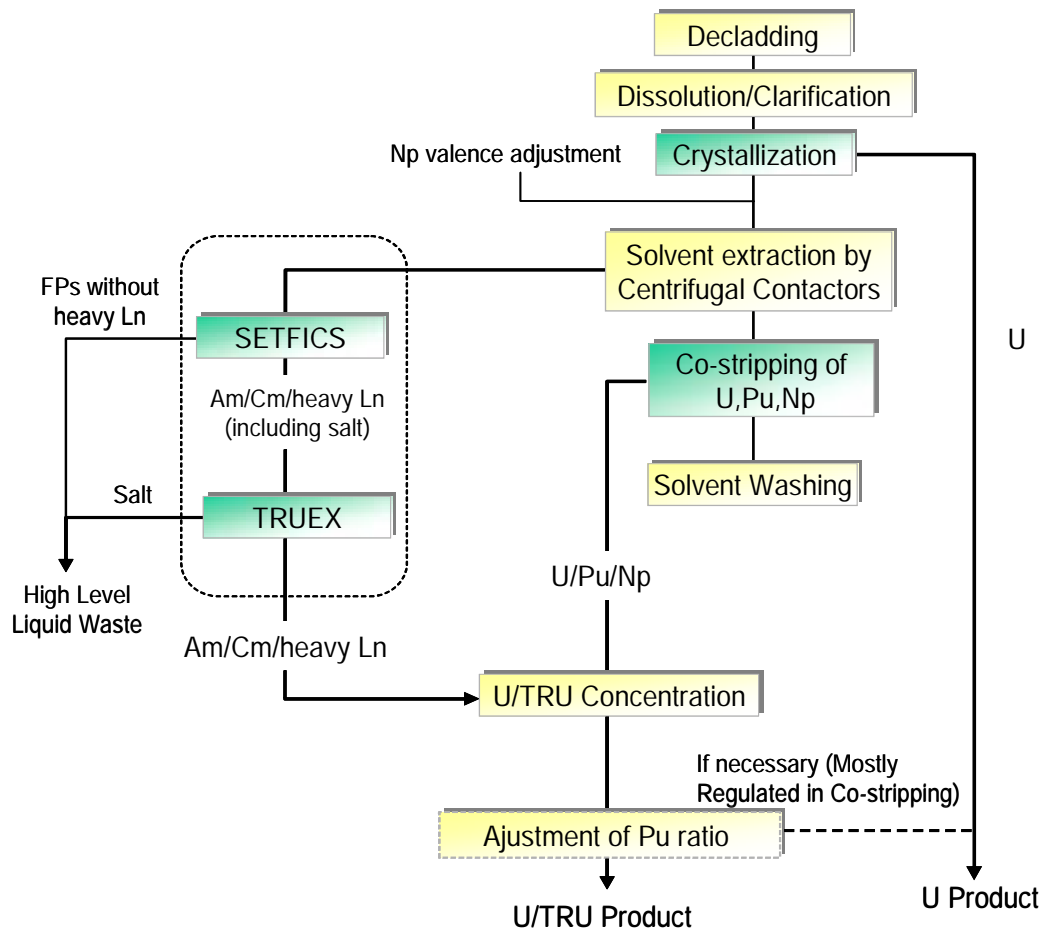 Decladding
Dissolution/Clarification
Np valence adjustment
Crystallization
Solvent extraction by
Centrifugal Contactors
FPs without
heavy Ln
SETFICS
U
Co-stripping of
U,Pu,Np
Am/Cm/heavy Ln
(including salt)
Solvent Washing
Salt
TRUEX
U/Pu/Np
High Level
Liquid Waste
Am/Cm/heavy Ln
U/TRU Concentration
If necessary (Mostly
Regulated in Co-stripping)
Ajustment of Pu ratio
U Product
U/TRU Product